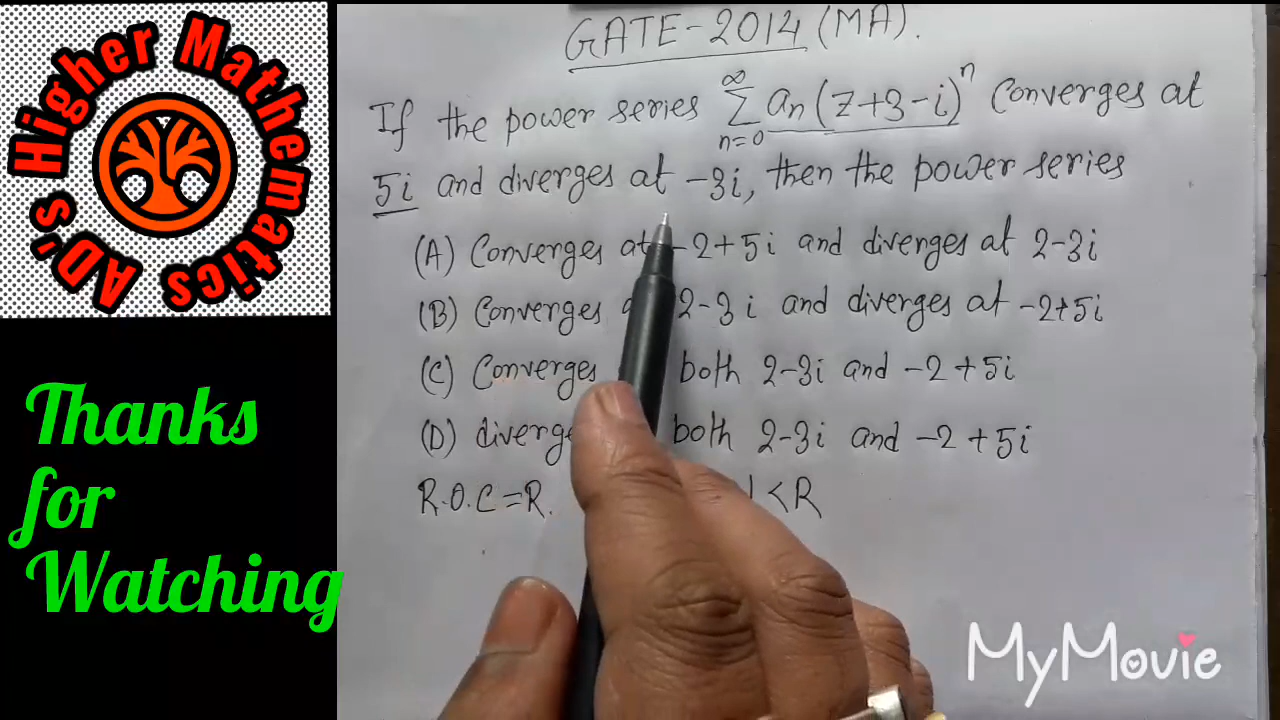 AD's Higher Mathematics
Thanks
for
Watching
GATE-2014 (MA).
If the power series ∞Σn=0 an(z+3-i)^n Converges at
5i and diverges at -3i, then the power series
(A) Converges at -2+5i and diverges at 2-3i
(B) Converges 2-3i and diverges at -2+5i
(C) Converges both 2-3i and -2+5i
(D) diverge both 2-3i and -2+5i
R.O.C=R. <R
MyMovie